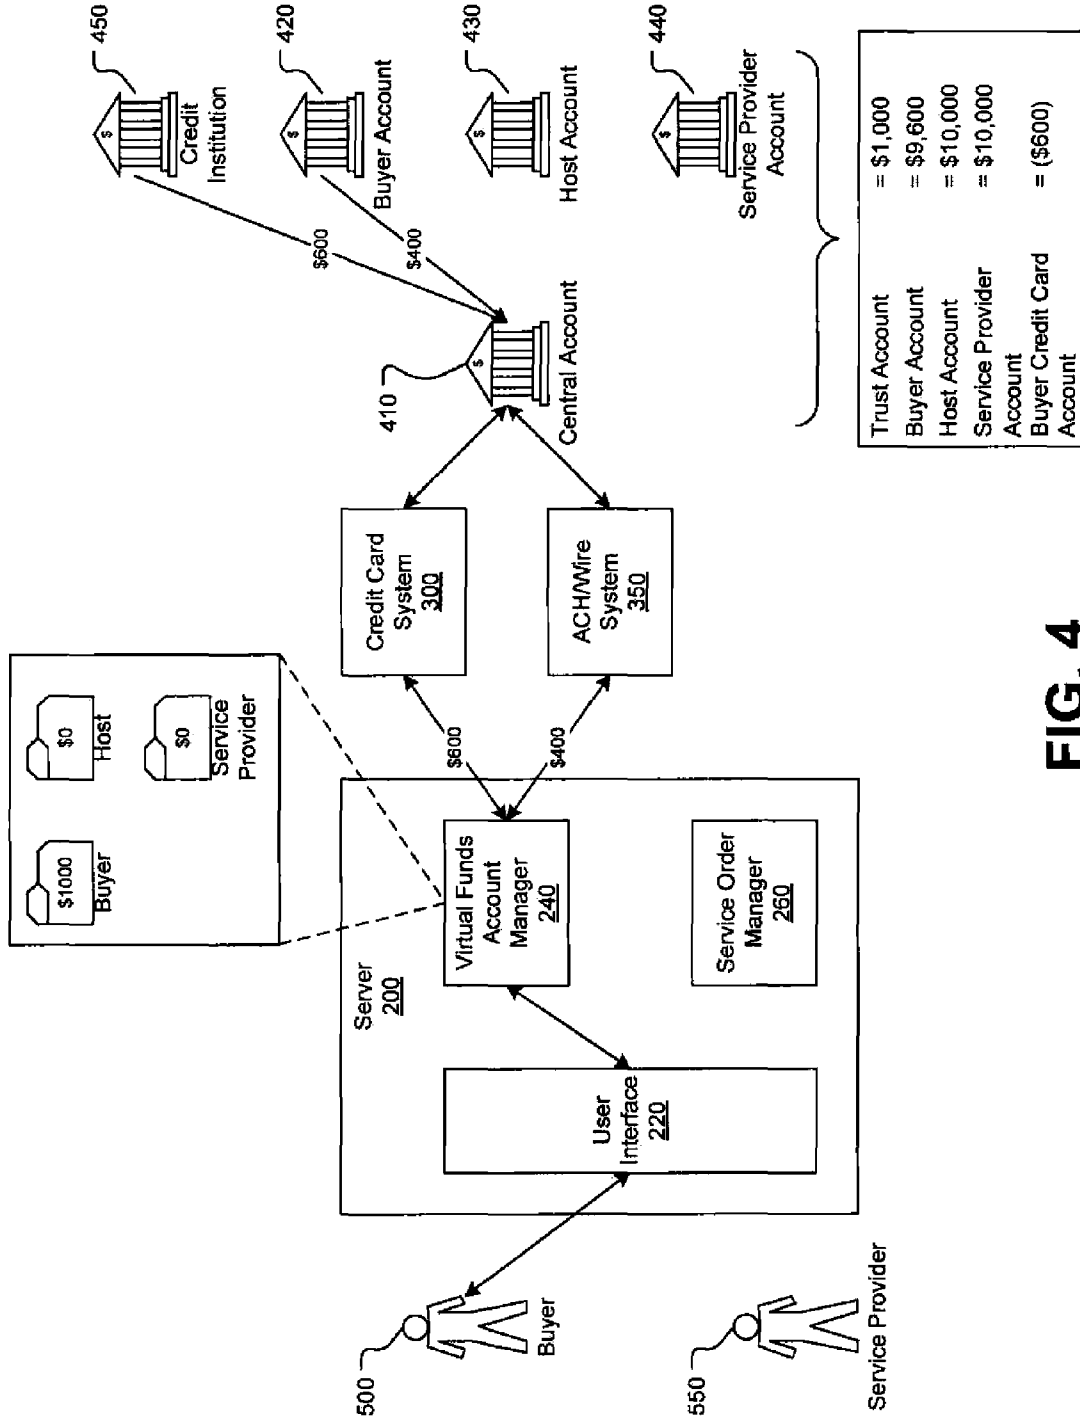 $1000
Buyer
$0
Host
$0
Service
Provider
Server
200
500
Buyer
550
Service Provider
User
Interface
220
Virtual Funds
Account
Manager
240
Service Order
Manager
260
$600
$400
Credit Card
System
300
ACH/Wire
System
350
410
$
Central Account
$600
$400
450
$
Credit
Institution
420
$
Buyer Account
430
$
Host Account
440
$
Service Provider
Account
Trust Account = $1,000
Buyer Account = $9,600
Host Account = $10,000
Service Provider = $10,000
Account
Buyer Credit Card = ($600)
Account
FIG. 4